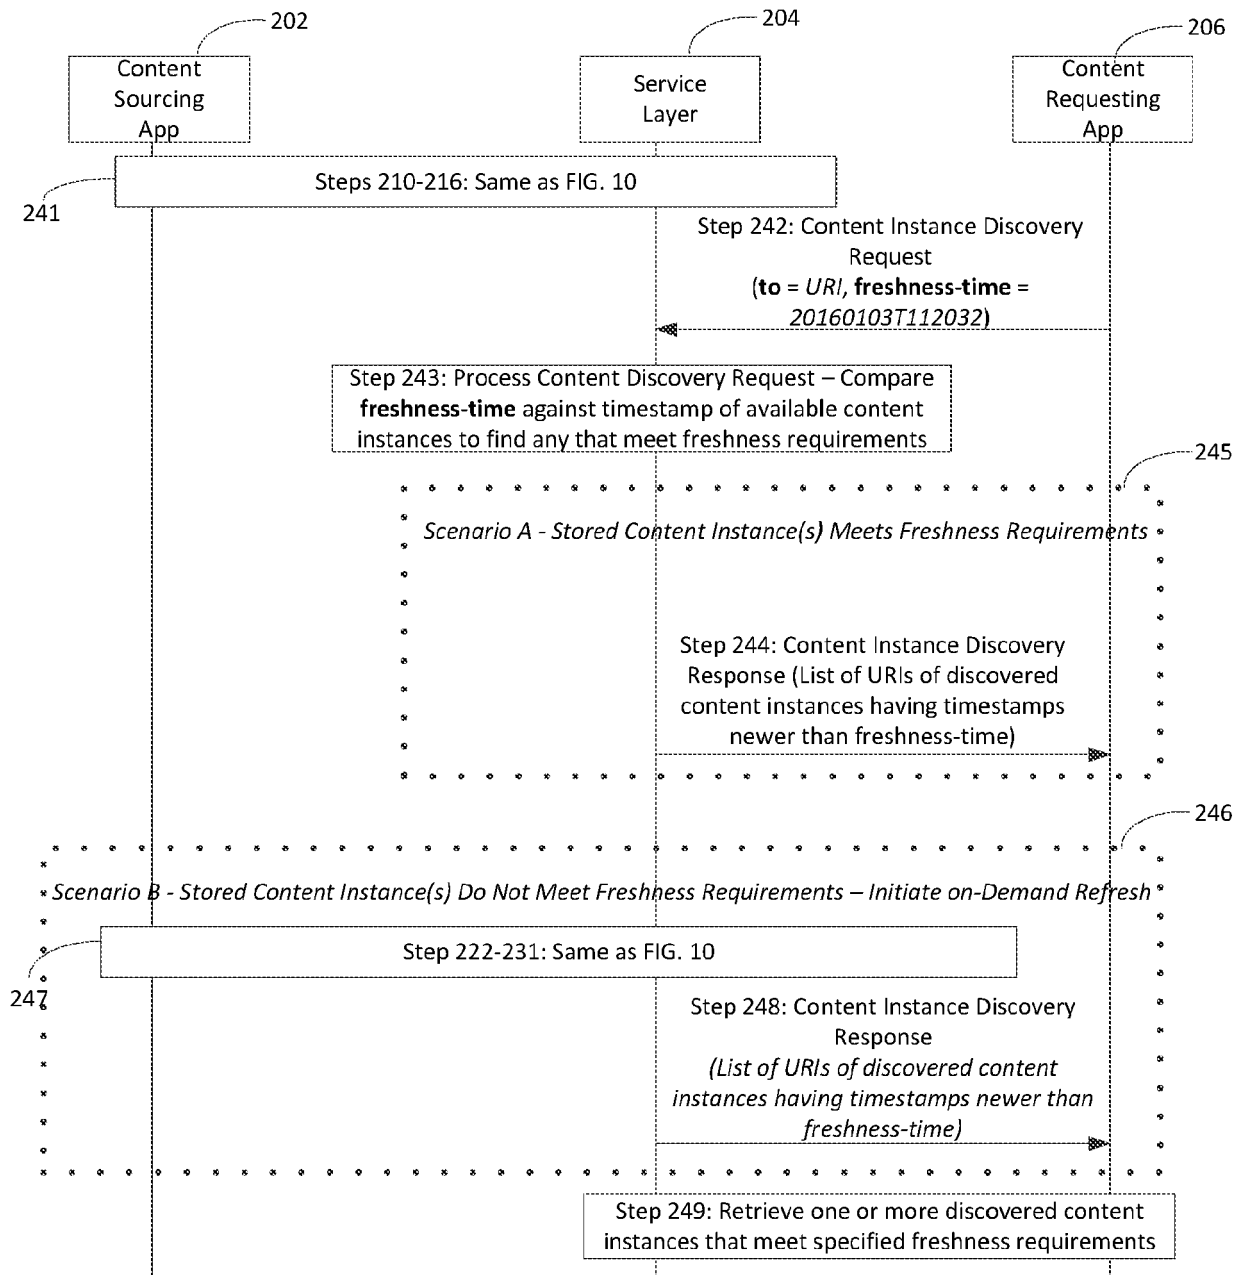 202
204
206
Content
Sourcing
App
Service
Layer
Content
Requesting
App
Steps 210-216: Same as FIG. 10
241
Step 242: Content Instance Discovery
Request
(to = URI, freshness-time =
20160103T112032)
Step 243: Process Content Discovery Request – Compare
freshness-time against timestamp of available content
instances to find any that meet freshness requirements
245
Scenario A - Stored Content Instance(s) Meets Freshness Requirements
Step 244: Content Instance Discovery
Response (List of URIs of discovered
content instances having timestamps
newer than freshness-time)
246
Scenario B - Stored Content Instance(s) Do Not Meet Freshness Requirements – Initiate on-Demand Refresh
Step 222-231: Same as FIG. 10
247
Step 248: Content Instance Discovery
Response
(List of URIs of discovered content
instances having timestamps newer than
freshness-time)
Step 249: Retrieve one or more discovered content
instances that meet specified freshness requirements